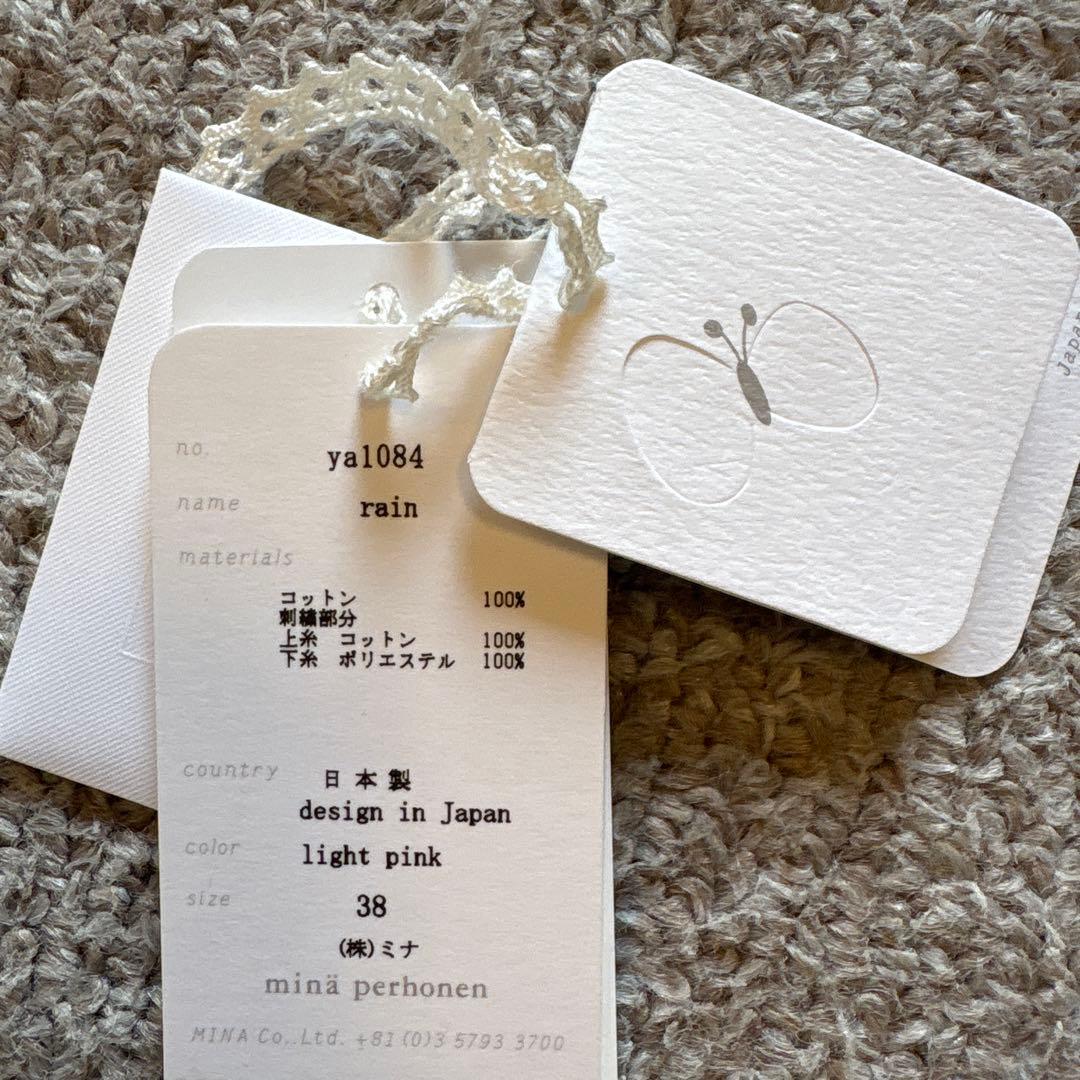 no. ya1084
name rain
materials
コットン 100%
刺繍部分
上糸 コットン 100%
下糸 ポリエステル 100%
country 日本製
design in Japan
color light pink
size 38
(株)ミナ
minä perhonen
MINA Co.,Ltd. +81(0)3 5793 3700